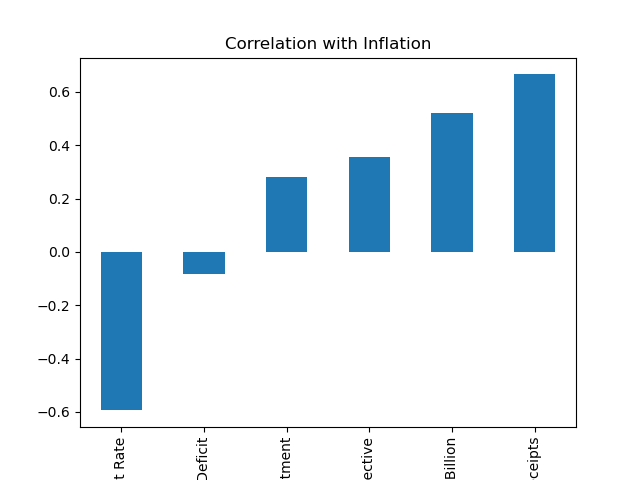 Correlation with Inflation
0.6
0.4
0.2
0.0
−0.2
−0.4
−0.6
t Rate
Deficit
tment
ective
Billion
ceipts